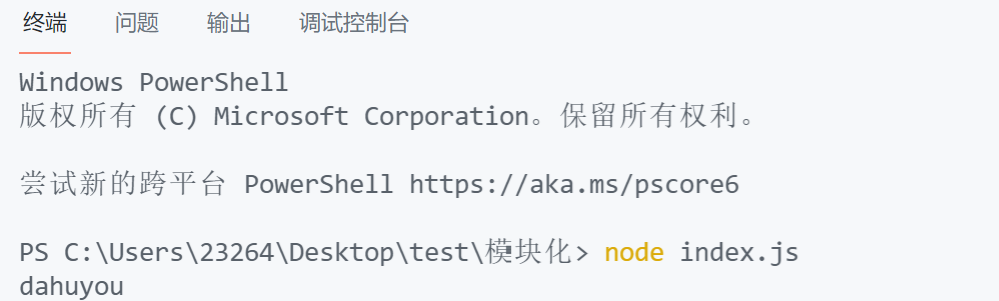 终端 问题 输出 调试控制台
Windows PowerShell
版权所有 (C) Microsoft Corporation。保留所有权利。
尝试新的跨平台 PowerShell https://aka.ms/pscore6
PS C:\Users\23264\Desktop\test\模块化> node index.js
dahuyou